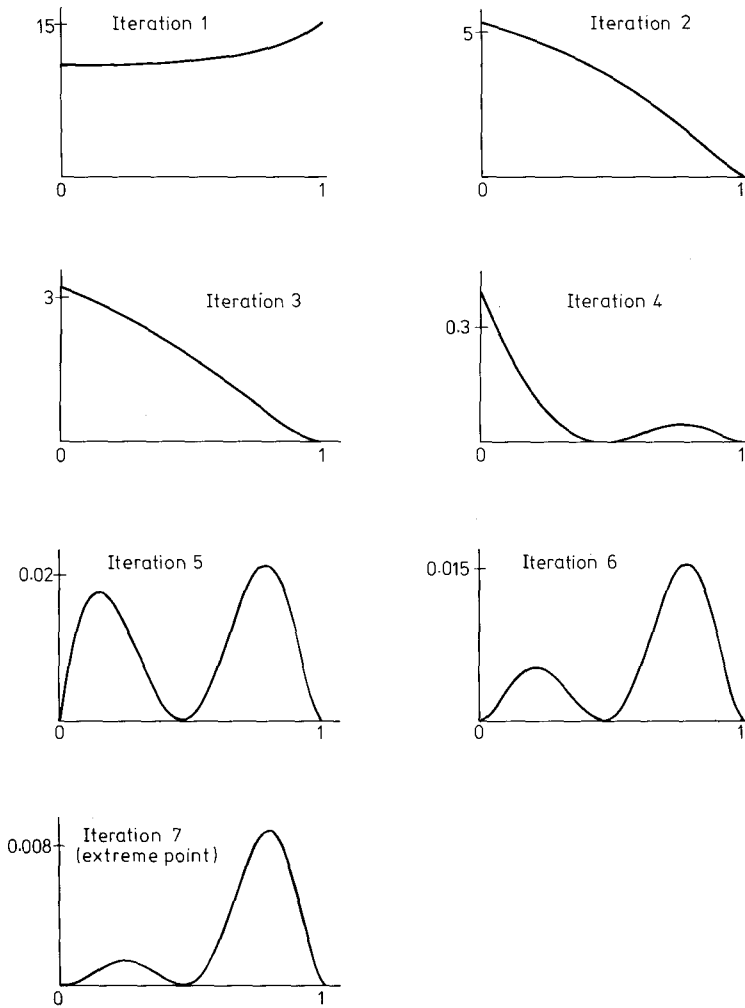 15
Iteration 1
0
1
5
Iteration 2
0
1
3
Iteration 3
0
1
0.3
Iteration 4
0
1
0.02
Iteration 5
0
1
0.015
Iteration 6
0
1
0.008
Iteration 7
(extreme point)
0
1